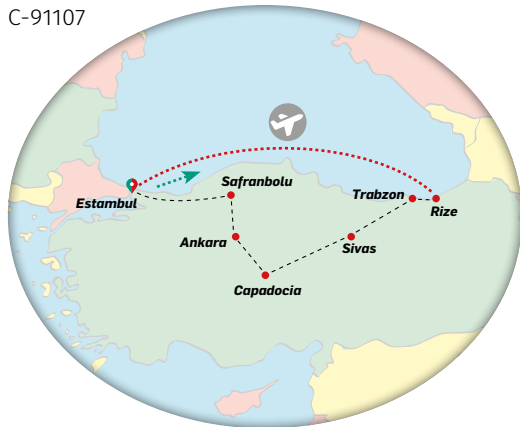 C-91107
Safranbolu
Estambul
Trabzon
Rize
Ankara
Sivas
Capadocia